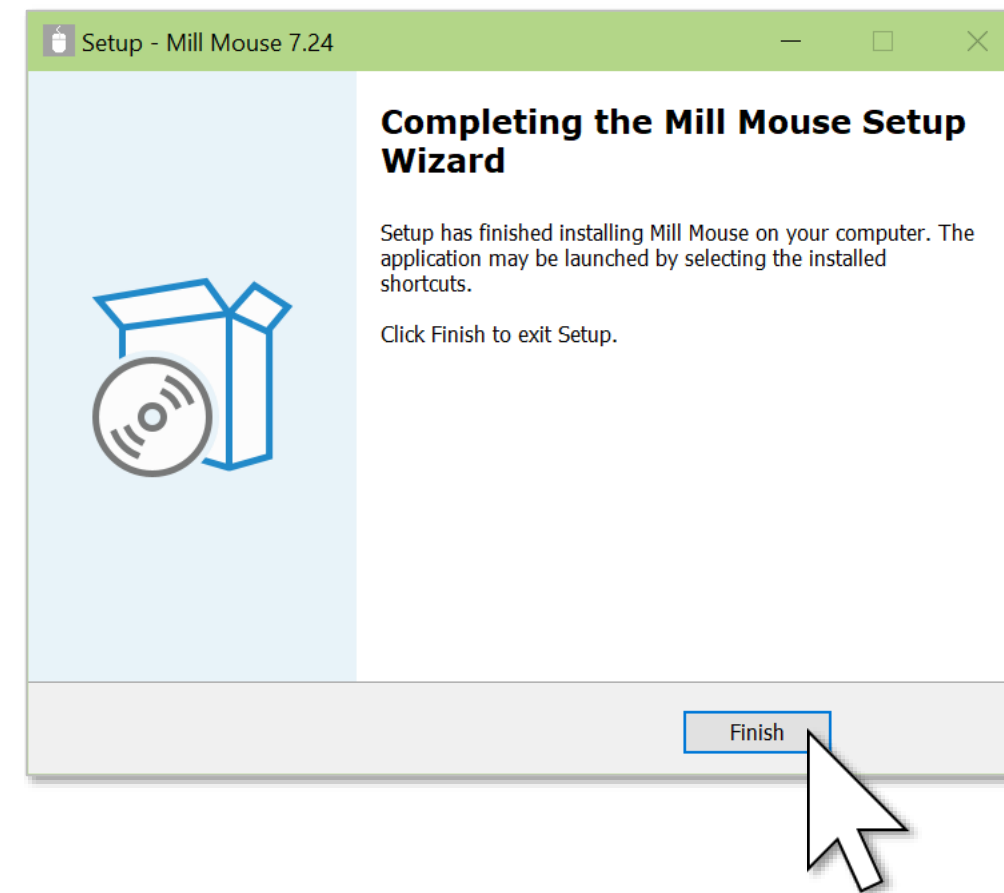 Setup - Mill Mouse 7.24
Completing the Mill Mouse Setup
Wizard
Setup has finished installing Mill Mouse on your computer. The
application may be launched by selecting the installed
shortcuts.
Click Finish to exit Setup.
Finish